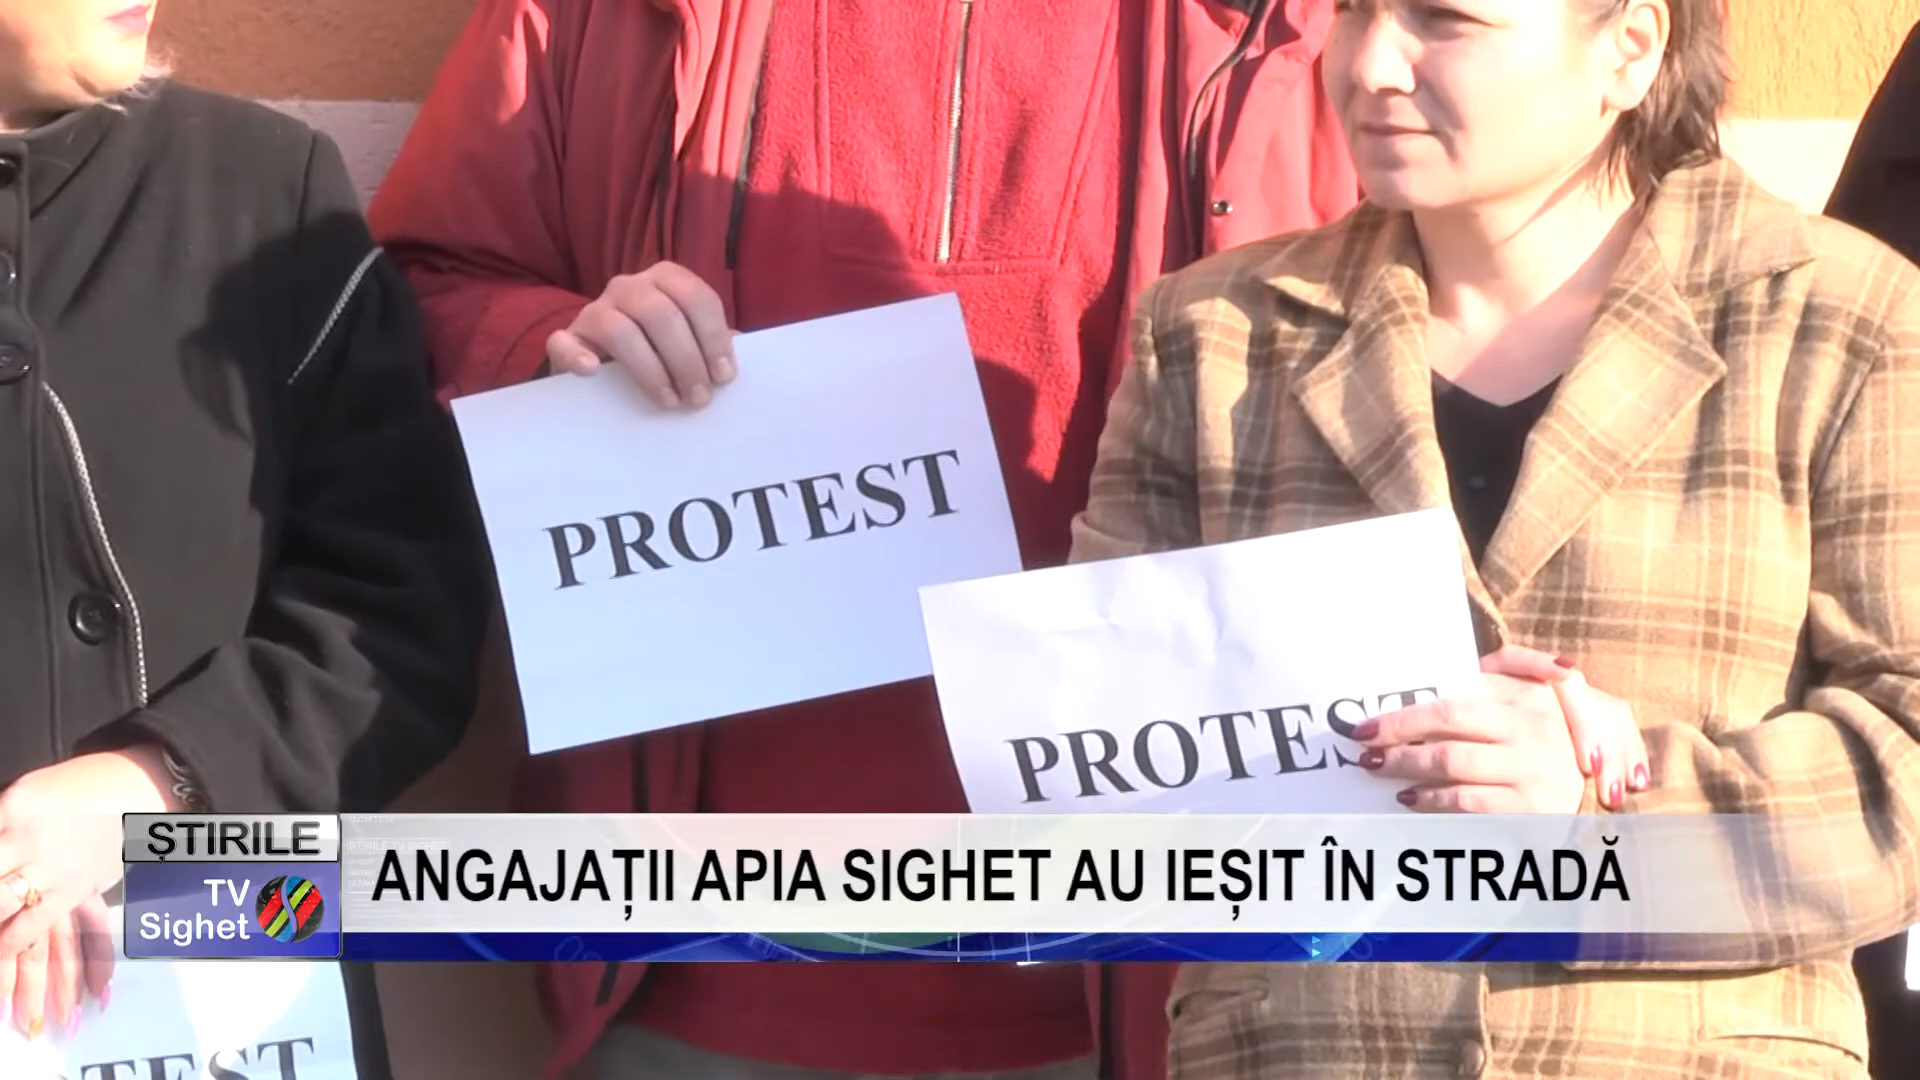 PROTEST
PROTEST
ȘTIRILE
TV
Sighet
ANGAJAȚII APIA SIGHET AU IEȘIT ÎN STRADĂ